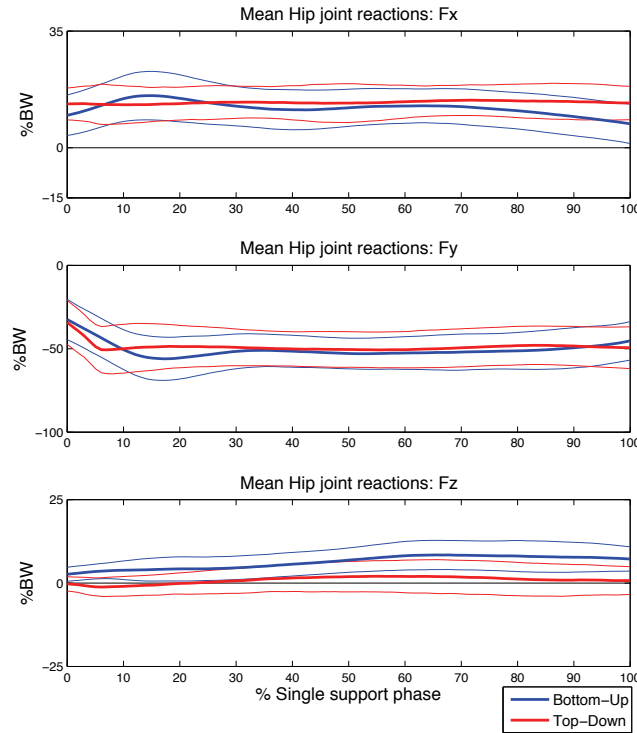 Mean Hip joint reactions: Fx
35
0
−15
%BW
0 10 20 30 40 50 60 70 80 90 100
Mean Hip joint reactions: Fy
0
−50
−100
%BW
0 10 20 30 40 50 60 70 80 90 100
Mean Hip joint reactions: Fz
25
0
−25
%BW
0 10 20 30 40 50 60 70 80 90 100
% Single support phase
Bottom−Up
Top−Down